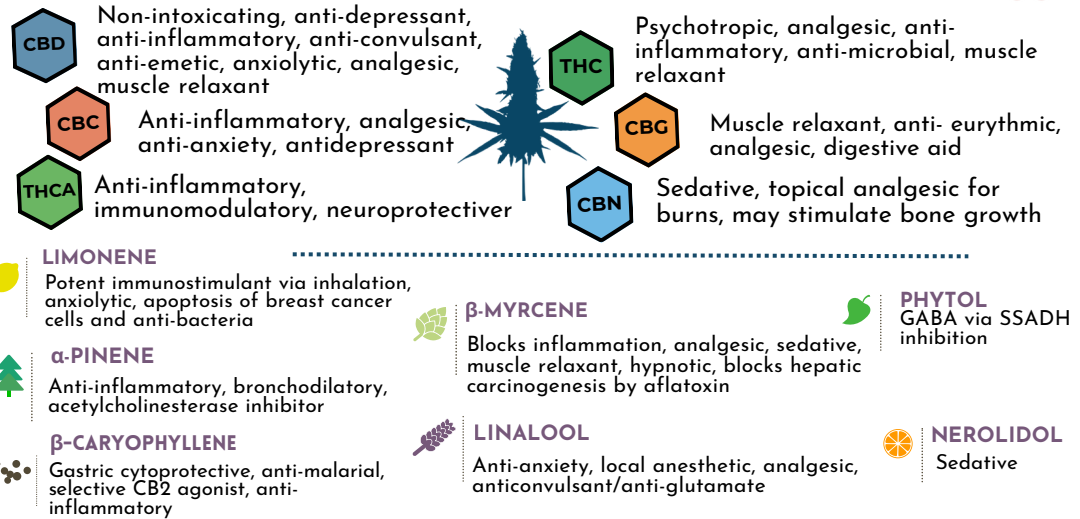 CBD
Non-intoxicating, anti-depressant,
anti-inflammatory, anti-convulsant,
anti-emetic, anxiolytic, analgesic,
muscle relaxant
CBC
Anti-inflammatory, analgesic,
anti-anxiety, antidepressant
THCA
Anti-inflammatory,
immunomodulatory, neuroprotectiver
THC
Psychotropic, analgesic, anti-
inflammatory, anti-microbial, muscle
relaxant
CBG
Muscle relaxant, anti- eurythmic,
analgesic, digestive aid
CBN
Sedative, topical analgesic for
burns, may stimulate bone growth
LIMONENE
Potent immunostimulant via inhalation,
anxiolytic, apoptosis of breast cancer
cells and anti-bacteria
α-PINENE
Anti-inflammatory, bronchodilatory,
acetylcholinesterase inhibitor
β-CARYOPHYLLENE
Gastric cytoprotective, anti-malarial,
selective CB2 agonist, anti-
inflammatory
β-MYRCENE
Blocks inflammation, analgesic, sedative,
muscle relaxant, hypnotic, blocks hepatic
carcinogenesis by aflatoxin
LINALOOL
Anti-anxiety, local anesthetic, analgesic,
anticonvulsant/anti-glutamate
PHYTOL
GABA via SSADH
inhibition
NEROLIDOL
Sedative